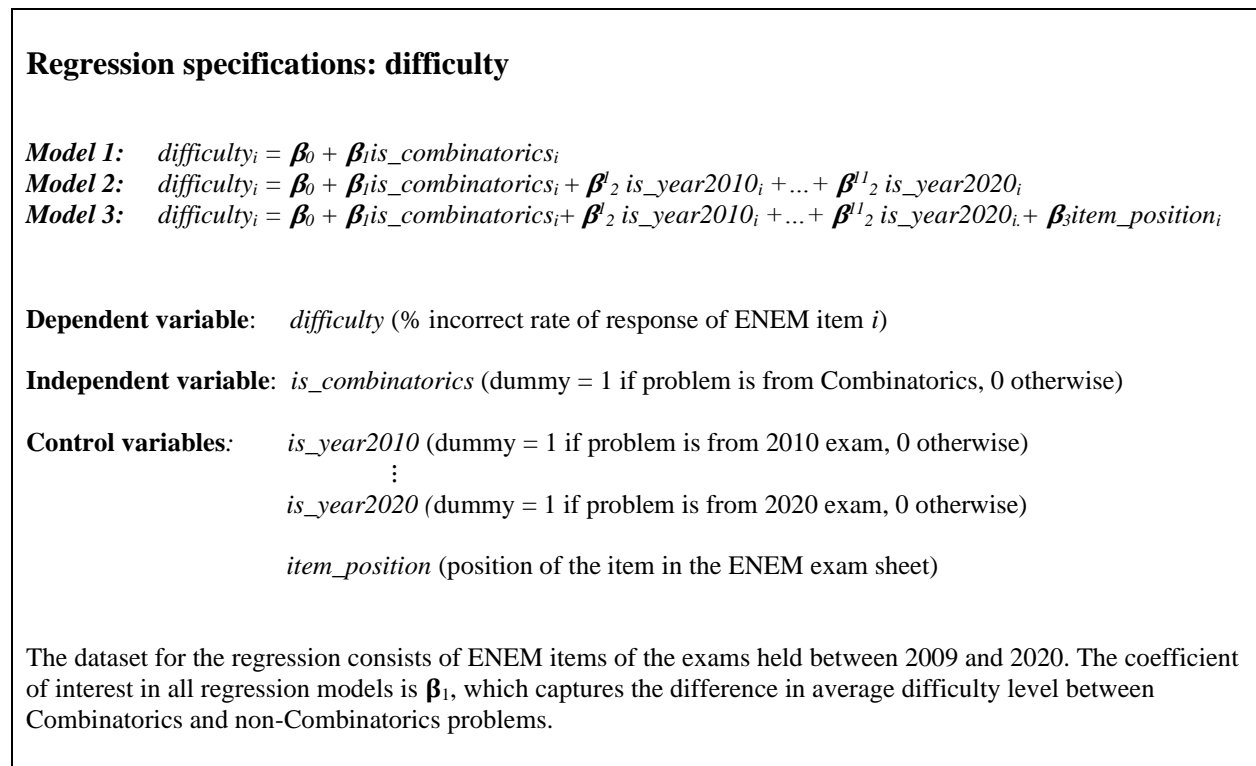 Regression specifications: difficulty
Model 1: difficultyᵢ = β₀ + β₁is_combinatoricsᵢ
Model 2: difficultyᵢ = β₀ + β₁is_combinatoricsᵢ + β¹₂ is_year2010ᵢ +...+ β¹¹₂ is_year2020ᵢ
Model 3: difficultyᵢ = β₀ + β₁is_combinatoricsᵢ+ β¹₂ is_year2010ᵢ +...+ β¹¹₂ is_year2020ᵢ.+ β₃item_positionᵢ
Dependent variable: difficulty (% incorrect rate of response of ENEM item i)
Independent variable: is_combinatorics (dummy = 1 if problem is from Combinatorics, 0 otherwise)
Control variables: is_year2010 (dummy = 1 if problem is from 2010 exam, 0 otherwise)
⋮
is_year2020 (dummy = 1 if problem is from 2020 exam, 0 otherwise)
item_position (position of the item in the ENEM exam sheet)
The dataset for the regression consists of ENEM items of the exams held between 2009 and 2020. The coefficient
of interest in all regression models is β₁, which captures the difference in average difficulty level between
Combinatorics and non-Combinatorics problems.